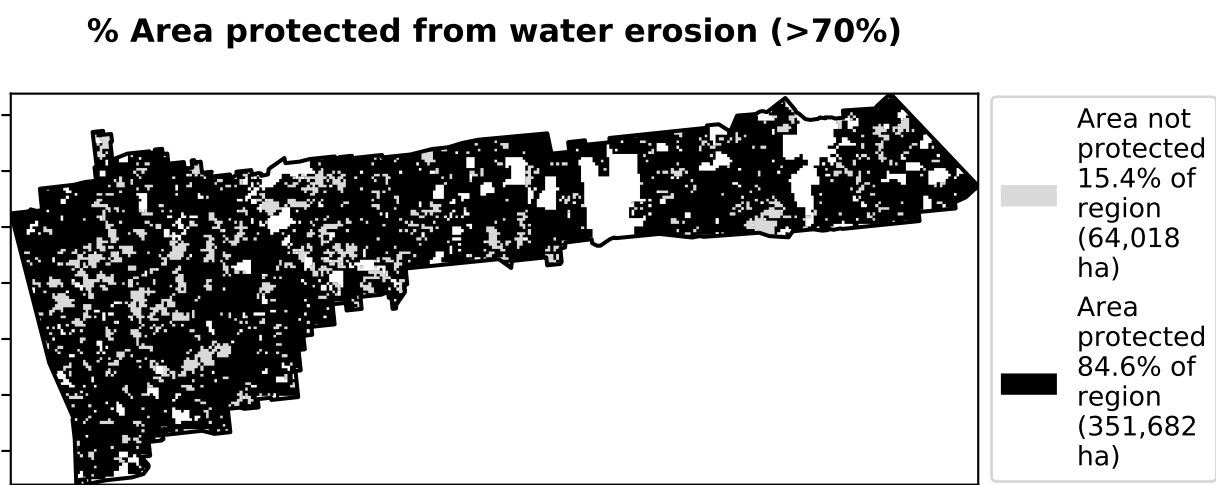 % Area protected from water erosion (>70%)
Area not
protected
15.4% of
region
(64,018
ha)
Area
protected
84.6% of
region
(351,682
ha)